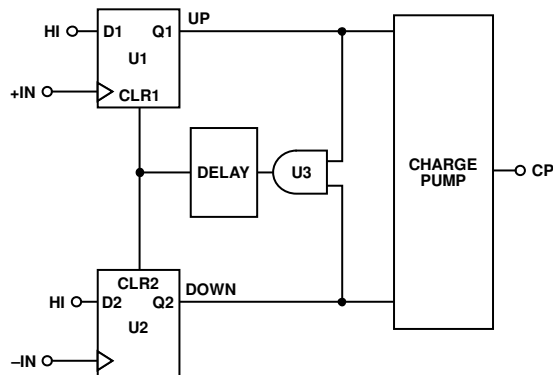 UP
HI
D1
Q1
U1
+IN
CLR1
DELAY
U3
CHARGE
PUMP
CP
CLR2
DOWN
HI
D2
Q2
U2
–IN